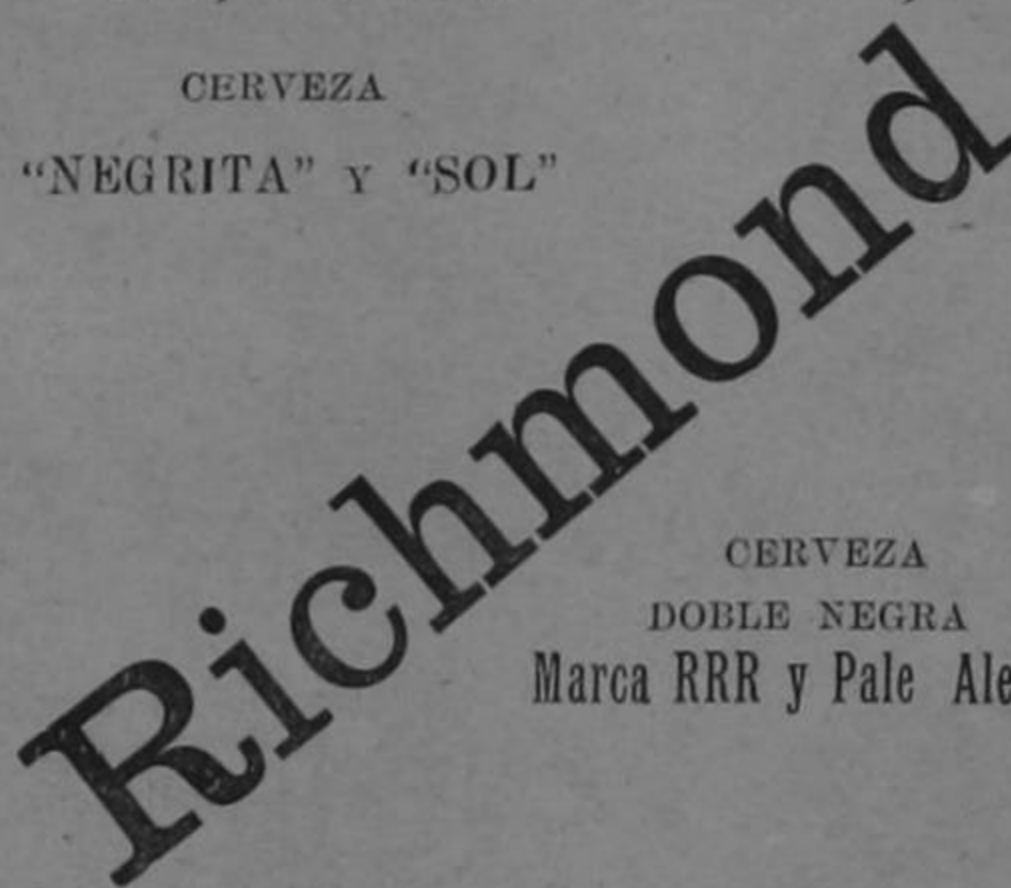 CERVEZA
"NEGRITA" Y "SOL"
Richmond
CERVEZA
DOBLE NEGRA
Marca RRR y Pale Ale